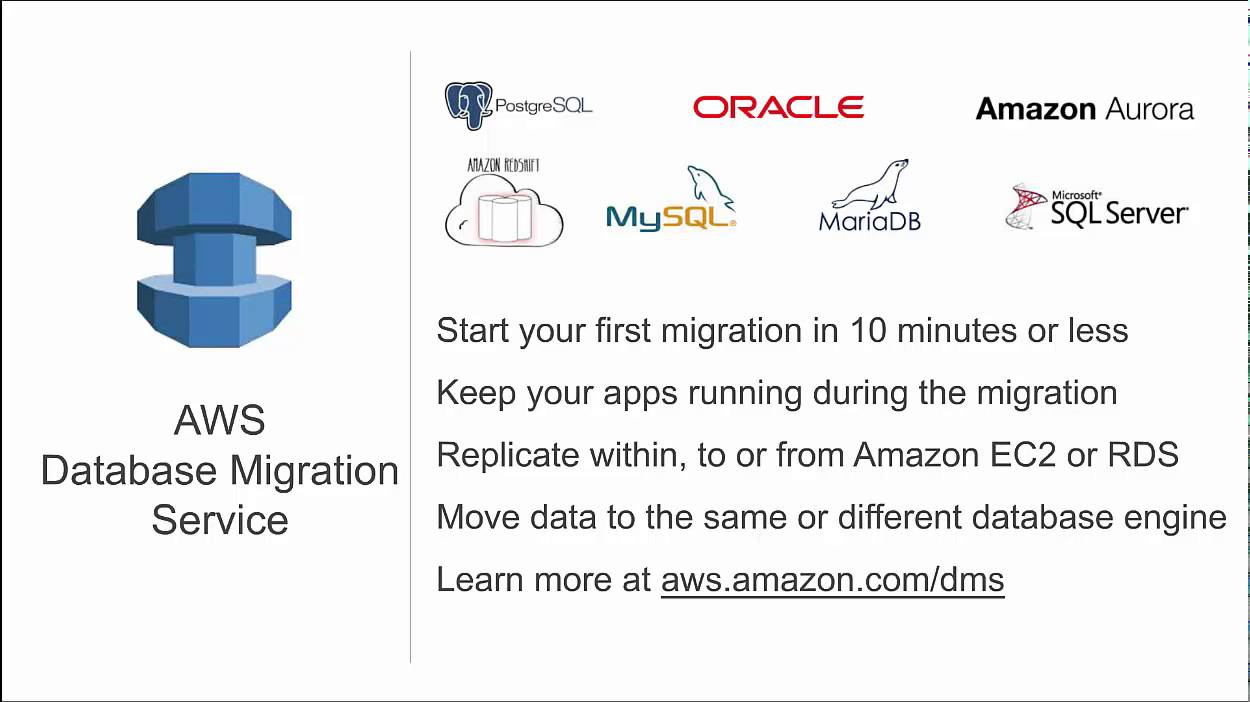 PostgreSQL
ORACLE
Amazon Aurora
AMAZON REDSHIFT
MySQL®
MariaDB
Microsoft®
SQL Server®
AWS
Database Migration
Service
Start your first migration in 10 minutes or less
Keep your apps running during the migration
Replicate within, to or from Amazon EC2 or RDS
Move data to the same or different database engine
Learn more at aws.amazon.com/dms